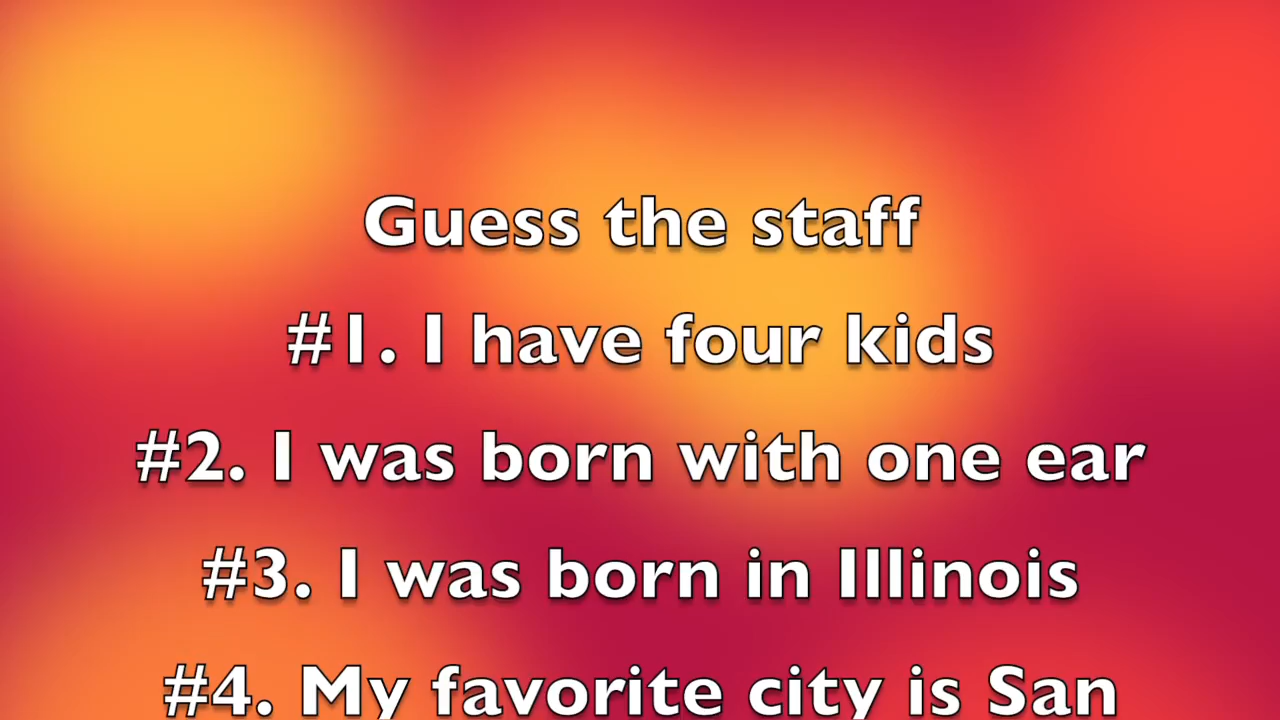 Guess the staff
#1. I have four kids
#2. I was born with one ear
#3. I was born in Illinois
#4. My favorite city is San